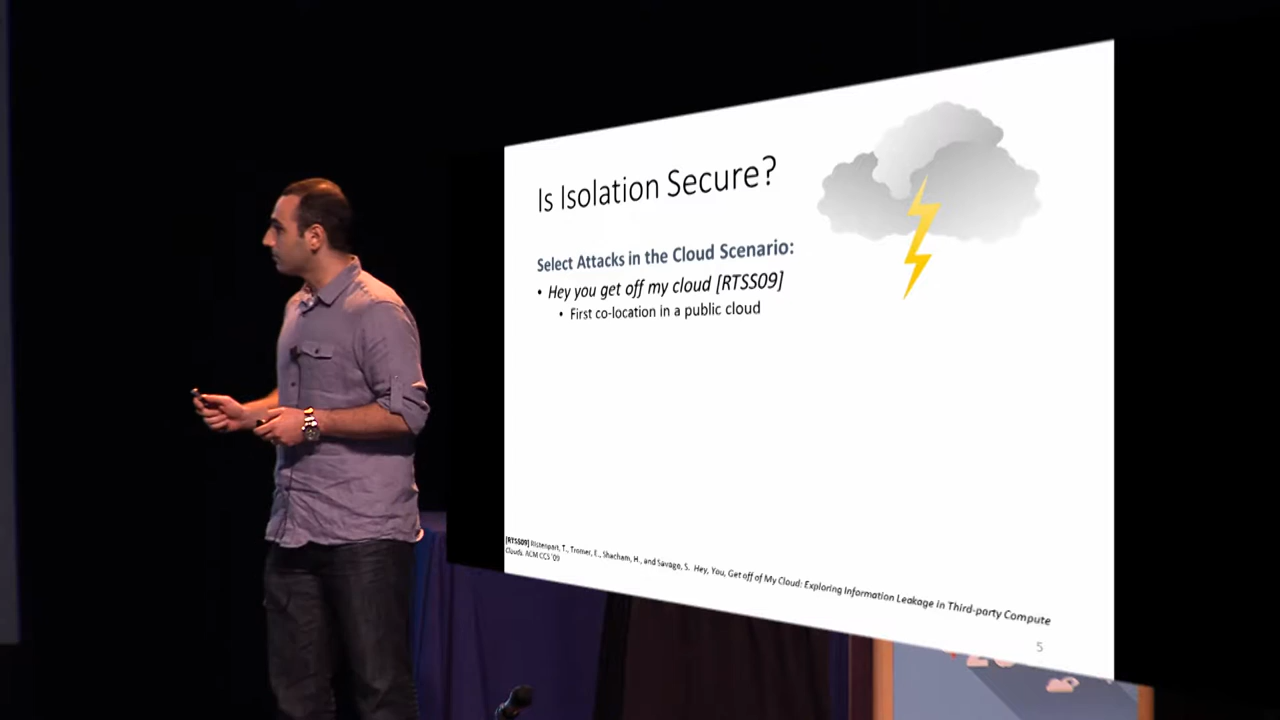 Is Isolation Secure?
Select Attacks in the Cloud Scenario:
• Hey you get off my cloud [RTSS09]
• First co-location in a public cloud
[RTSS09] Ristenpart, T., Tromer, E., Shacham, H., and Savage, S. Hey, You, Get off of My Cloud: Exploring Information Leakage in Third-party Compute
Clouds. ACM CCS '09
5